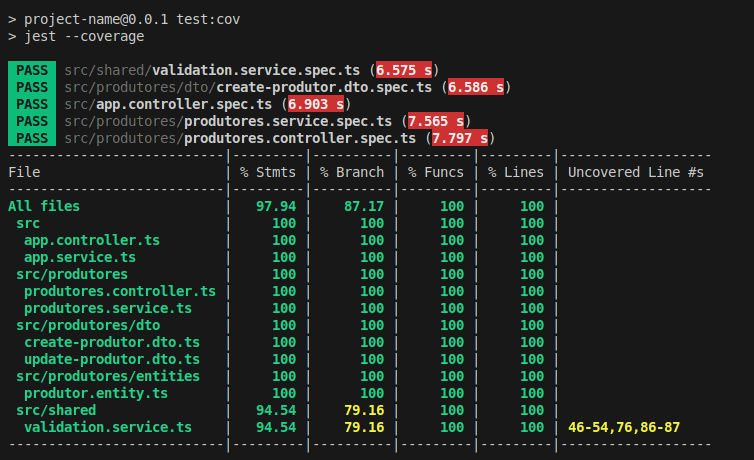 > project-name@0.0.1 test:cov
> jest --coverage
PASS src/shared/validation.service.spec.ts (6.575 s)
PASS src/produtores/dto/create-produtor.dto.spec.ts (6.586 s)
PASS src/app.controller.spec.ts (6.903 s)
PASS src/produtores/produtores.service.spec.ts (7.565 s)
PASS src/produtores/produtores.controller.spec.ts (7.797 s)
---------------------------|---------|----------|---------|---------|-------------------
File                       | % Stmts | % Branch | % Funcs | % Lines | Uncovered Line #s
---------------------------|---------|----------|---------|---------|-------------------
All files                  |   97.94 |    87.17 |     100 |     100 |
 src                       |     100 |      100 |     100 |     100 |
  app.controller.ts        |     100 |      100 |     100 |     100 |
  app.service.ts           |     100 |      100 |     100 |     100 |
 src/produtores            |     100 |      100 |     100 |     100 |
  produtores.controller.ts |     100 |      100 |     100 |     100 |
  produtores.service.ts    |     100 |      100 |     100 |     100 |
 src/produtores/dto        |     100 |      100 |     100 |     100 |
  create-produtor.dto.ts   |     100 |      100 |     100 |     100 |
  update-produtor.dto.ts   |     100 |      100 |     100 |     100 |
 src/produtores/entities   |     100 |      100 |     100 |     100 |
  produtor.entity.ts       |     100 |      100 |     100 |     100 |
 src/shared                |   94.54 |    79.16 |     100 |     100 |
  validation.service.ts    |   94.54 |    79.16 |     100 |     100 | 46-54,76,86-87
---------------------------|---------|----------|---------|---------|-------------------